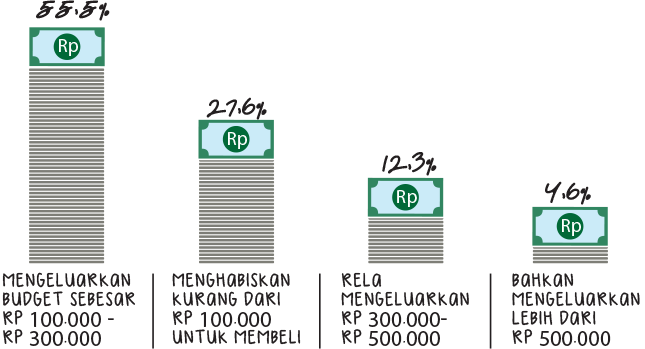 55.5%
Rp
27.6%
Rp
12.3%
Rp
4.6%
Rp
MENGELUARKAN
BUDGET SEBESAR
RP 100.000 -
RP 300.000
MENGHABISKAN
KURANG DARI
RP 100.000
UNTUK MEMBELI
RELA
MENGELUARKAN
RP 300.000-
RP 500.000
BAHKAN
MENGELUARKAN
LEBIH DARI
RP 500.000